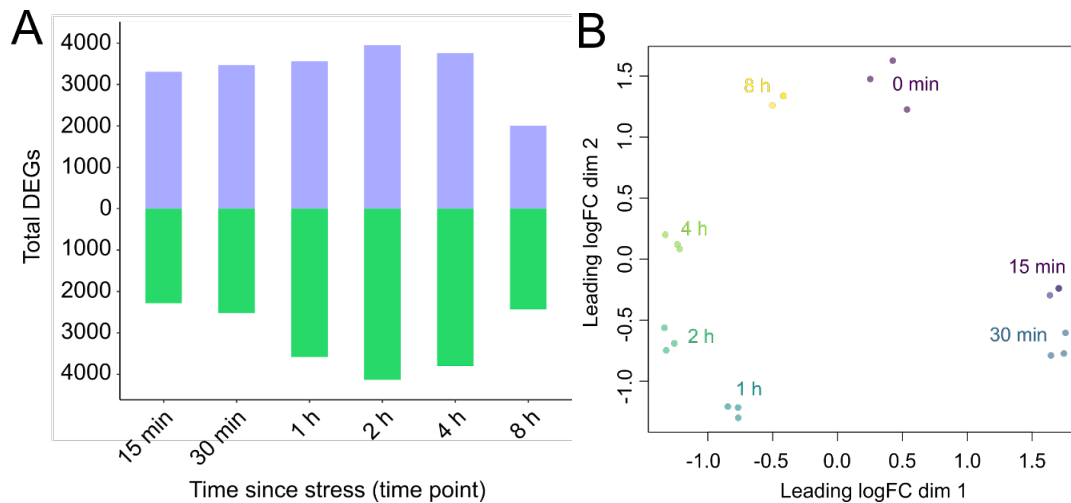 A
4000
3000
2000
1000
0
1000
2000
3000
4000
Total DEGs
15 min
30 min
1 h
2 h
4 h
8 h
Time since stress (time point)
B
1.5
1.0
0.5
0.0
-0.5
-1.0
Leading logFC dim 2
8 h
0 min
4 h
15 min
30 min
2 h
1 h
-1.0
-0.5
0.0
0.5
1.0
1.5
Leading logFC dim 1